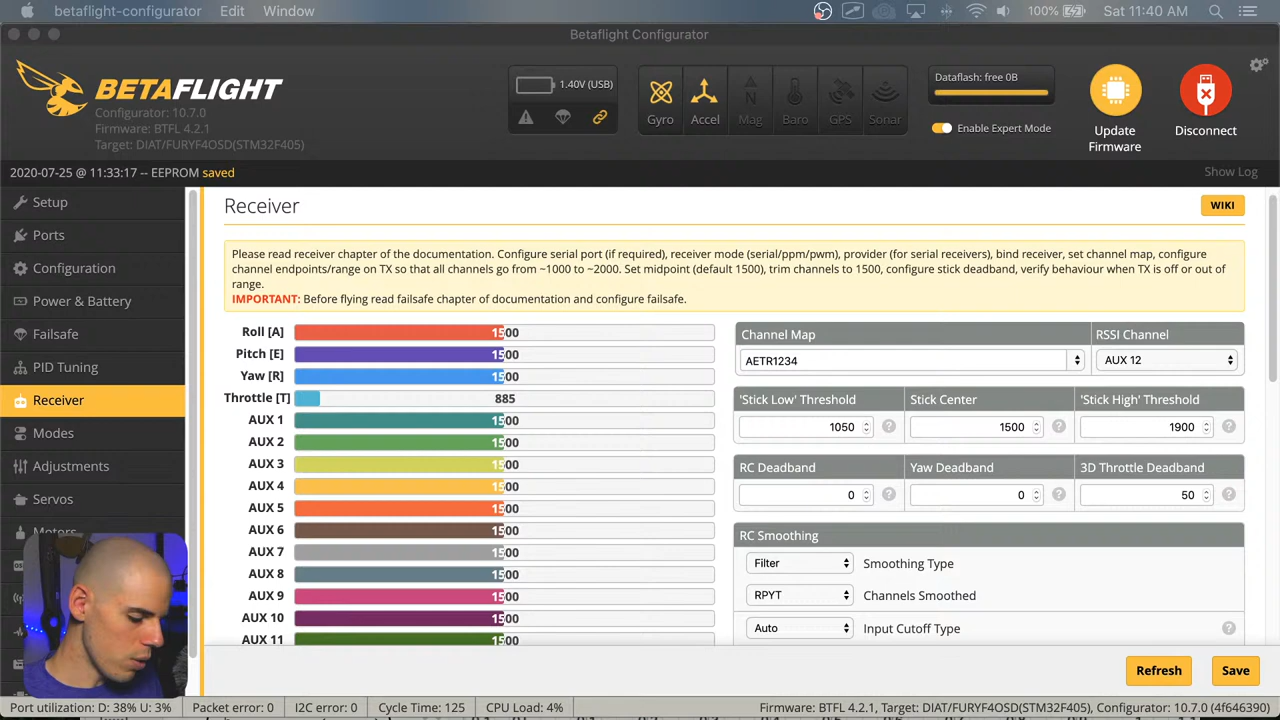 betaflight-configurator Edit Window 100% Sat 11:40 AM
Betaflight Configurator
BETAFLIGHT
Configurator: 10.7.0
Firmware: BTFL 4.2.1
Target: DIAT/FURYF4OSD(STM32F405)
1.40V (USB)
Gyro Accel Mag Baro GPS Sonar
Dataflash: free 0B
Enable Expert Mode
Update Firmware
Disconnect
2020-07-25 @ 11:33:17 -- EEPROM saved
Show Log
Setup
Ports
Configuration
Power & Battery
Failsafe
PID Tuning
Receiver
Modes
Adjustments
Servos
Motors
Receiver
WIKI
Please read receiver chapter of the documentation. Configure serial port (if required), receiver mode (serial/ppm/pwm), provider (for serial receivers), bind receiver, set channel map, configure
channel endpoints/range on TX so that all channels go from ~1000 to ~2000. Set midpoint (default 1500), trim channels to 1500, configure stick deadband, verify behaviour when TX is off or out of
range.
IMPORTANT: Before flying read failsafe chapter of documentation and configure failsafe.
Roll [A] 1500
Pitch [E] 1500
Yaw [R] 1500
Throttle [T] 885
AUX 1 1500
AUX 2 1500
AUX 3 1500
AUX 4 1500
AUX 5 1500
AUX 6 1500
AUX 7 1500
AUX 8 1500
AUX 9 1500
AUX 10 1500
AUX 11 1500
Channel Map RSSI Channel
AETR1234 AUX 12
'Stick Low' Threshold Stick Center 'Stick High' Threshold
1050 1500 1900
RC Deadband Yaw Deadband 3D Throttle Deadband
0 0 50
RC Smoothing
Filter Smoothing Type
RPYT Channels Smoothed
Auto Input Cutoff Type
Refresh Save
Port utilization: D: 38% U: 3% Packet error: 0 I2C error: 0 Cycle Time: 125 CPU Load: 4% Firmware: BTFL 4.2.1, Target: DIAT/FURYF4OSD(STM32F405), Configurator: 10.7.0 (4f646390)